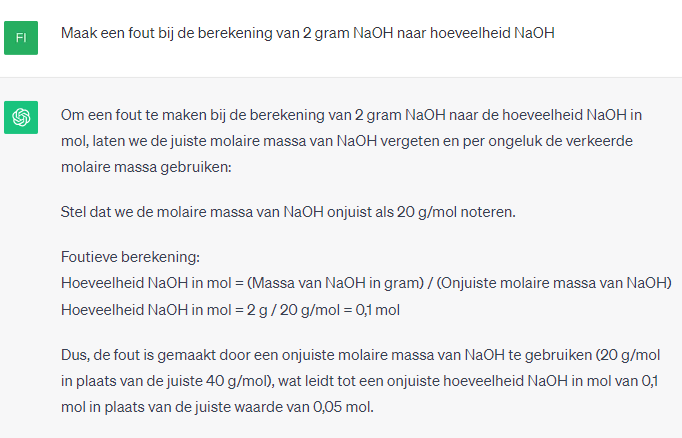 FI
Maak een fout bij de berekening van 2 gram NaOH naar hoeveelheid NaOH
Om een fout te maken bij de berekening van 2 gram NaOH naar de hoeveelheid NaOH in
mol, laten we de juiste molaire massa van NaOH vergeten en per ongeluk de verkeerde
molaire massa gebruiken:
Stel dat we de molaire massa van NaOH onjuist als 20 g/mol noteren.
Foutieve berekening:
Hoeveelheid NaOH in mol = (Massa van NaOH in gram) / (Onjuiste molaire massa van NaOH)
Hoeveelheid NaOH in mol = 2 g / 20 g/mol = 0,1 mol
Dus, de fout is gemaakt door een onjuiste molaire massa van NaOH te gebruiken (20 g/mol
in plaats van de juiste 40 g/mol), wat leidt tot een onjuiste hoeveelheid NaOH in mol van 0,1
mol in plaats van de juiste waarde van 0,05 mol.